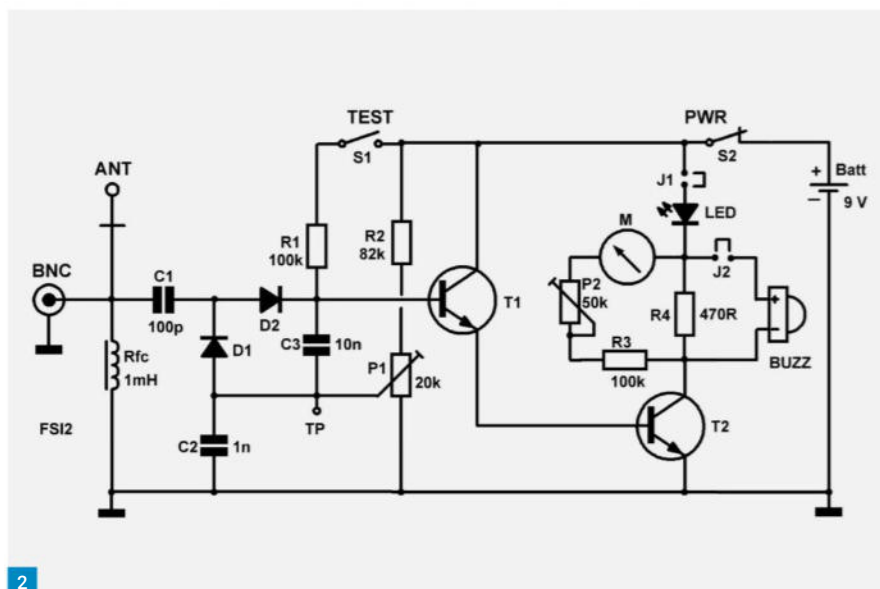 TEST
PWR
S1
S2
ANT
J1
+ Batt
–
9 V
LED
M
R1
100k
R2
82k
BNC
C1
100p
D2
T1
P2
50k
J2
+
–
R4
470R
BUZZ
Rfc
1mH
D1
C3
10n
P1
20k
R3
100k
FSI2
C2
1n
TP
T2
2